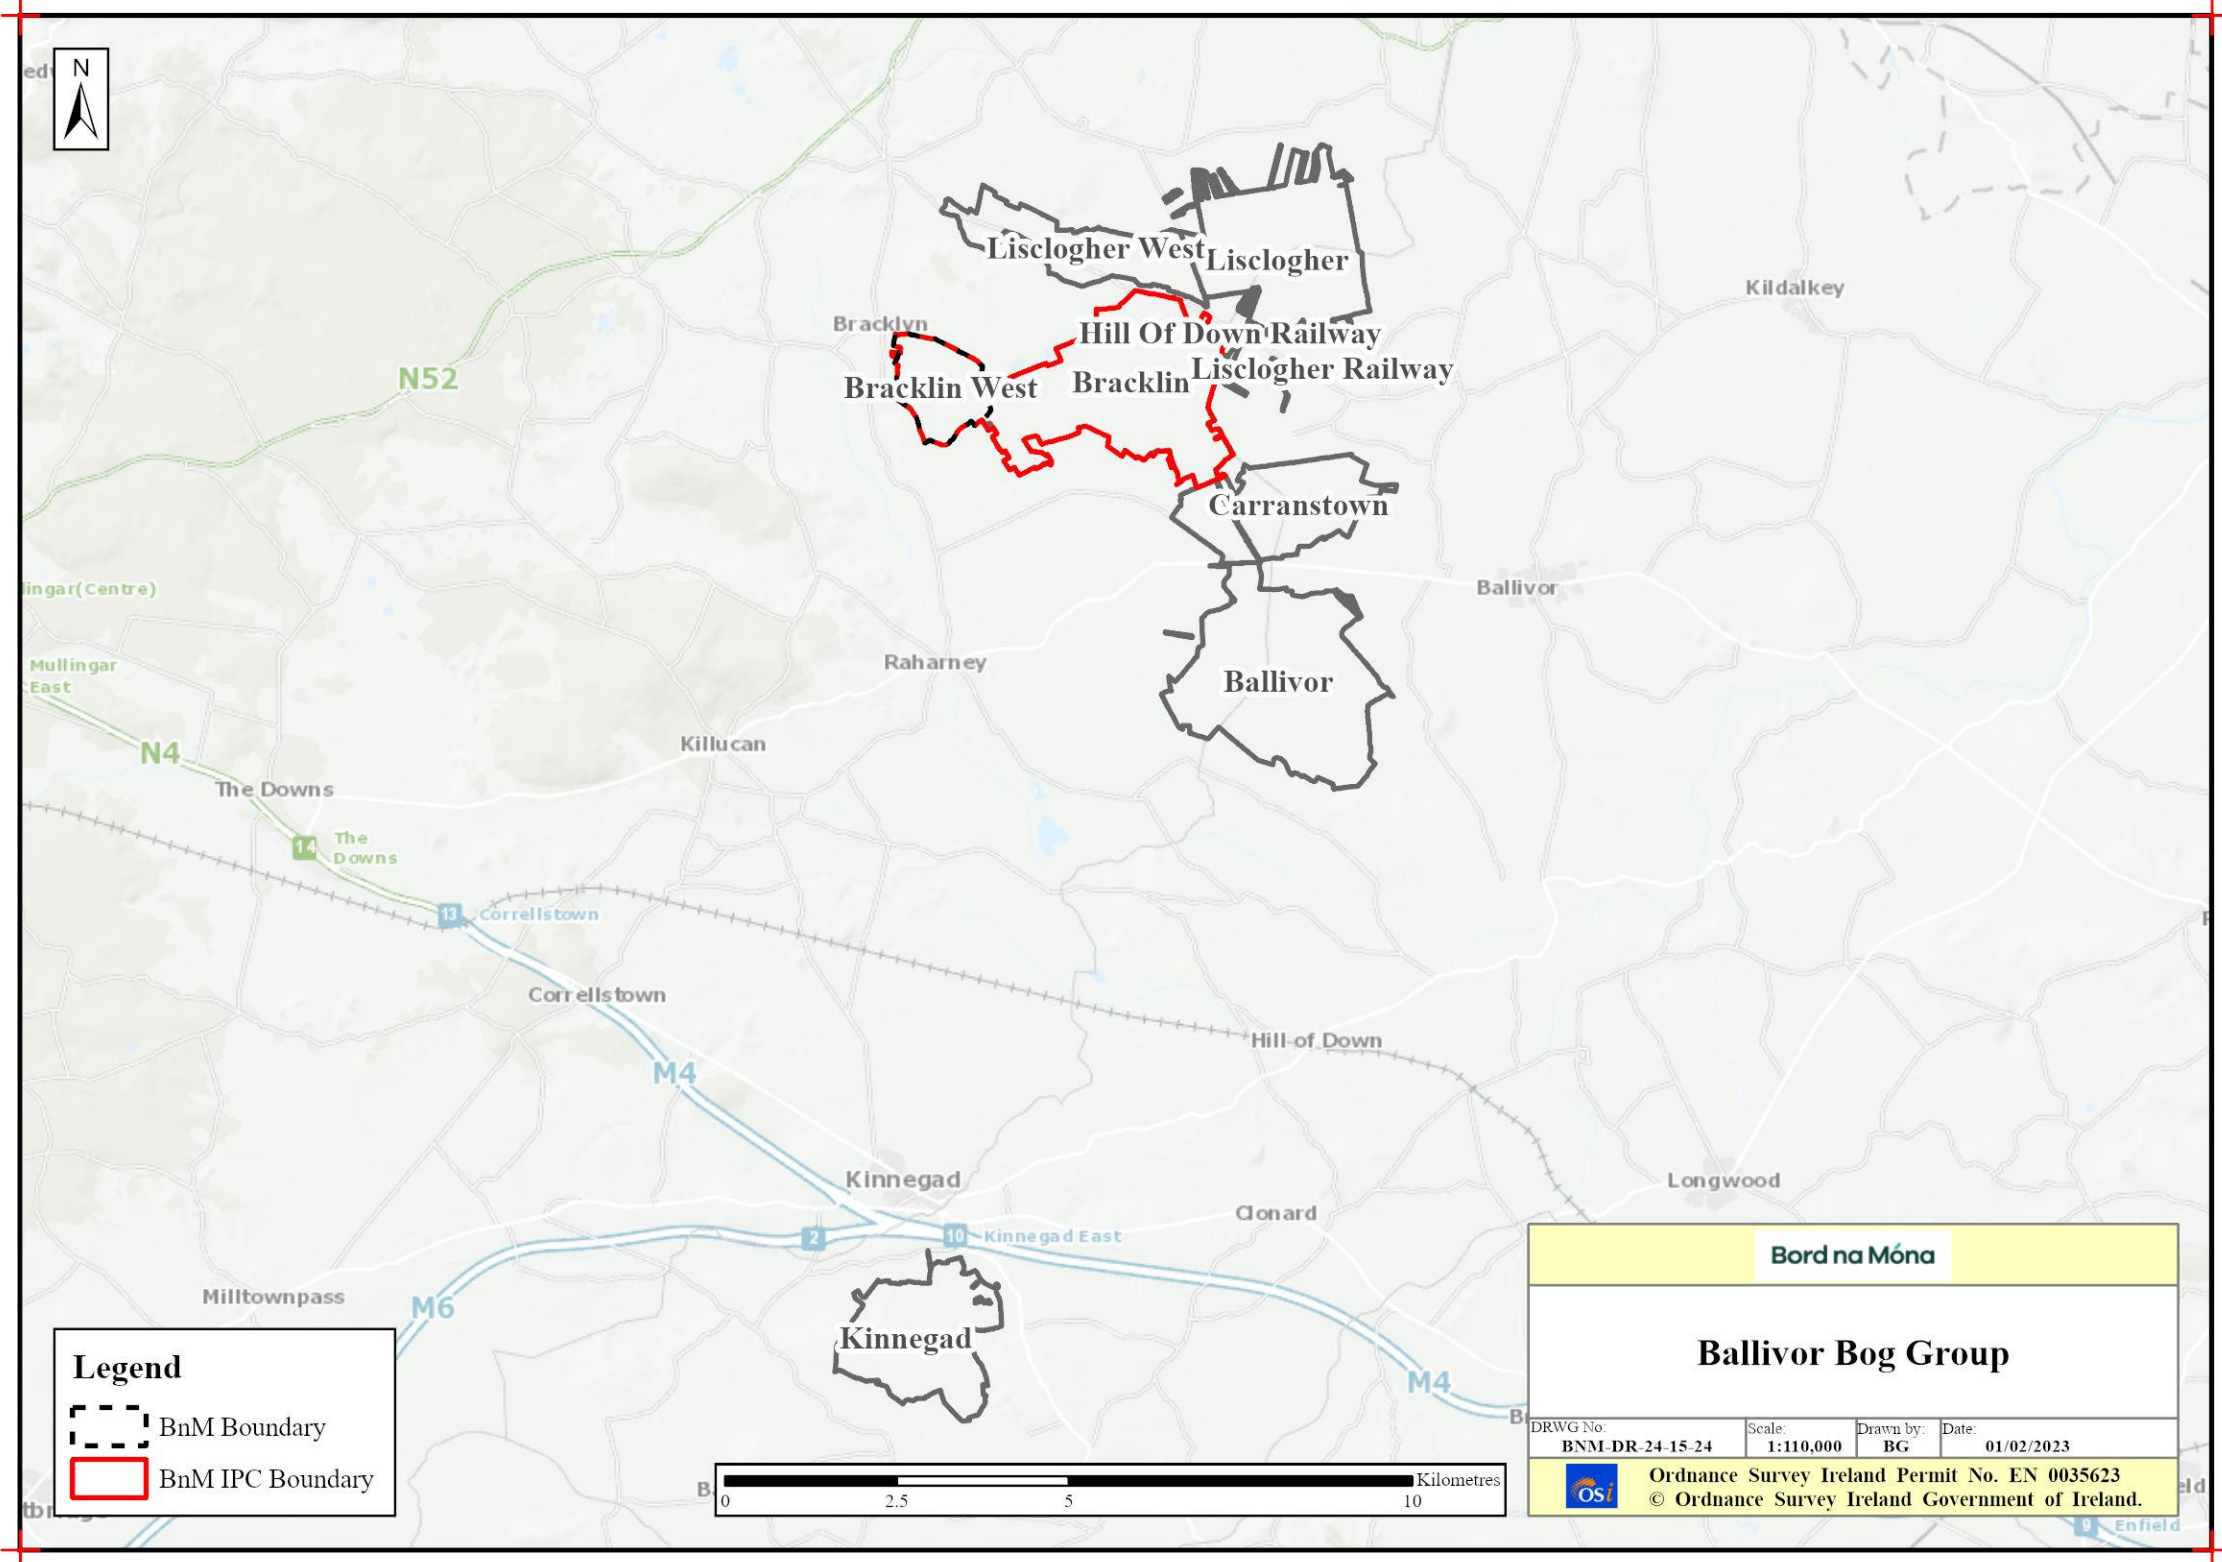 N
Lisclogher West
Lisclogher
Kildalkey
Bracklyn
Hill Of Down Railway
Lisclogher Railway
Bracklin
Bracklin West
N52
Carranstown
lingar(Centre)
Ballivor
Mullingar
East
Raharney
Ballivor
N4
Killucan
The Downs
14
The
Downs
13
Correllstown
Correllstown
Hill of Down
M4
Kinnegad
Longwood
Clonard
2
10
Kinnegad East
Milltownpass
M6
Kinnegad
M4
Legend
BnM Boundary
BnM IPC Boundary
0
2.5
5
10
Kilometres
Bord na Móna
Ballivor Bog Group
DRWG No:
BNM-DR-24-15-24
Scale:
1:110,000
Drawn by:
BG
Date:
01/02/2023
OSi
Ordnance Survey Ireland Permit No. EN 0035623
© Ordnance Survey Ireland Government of Ireland.
9
Enfield